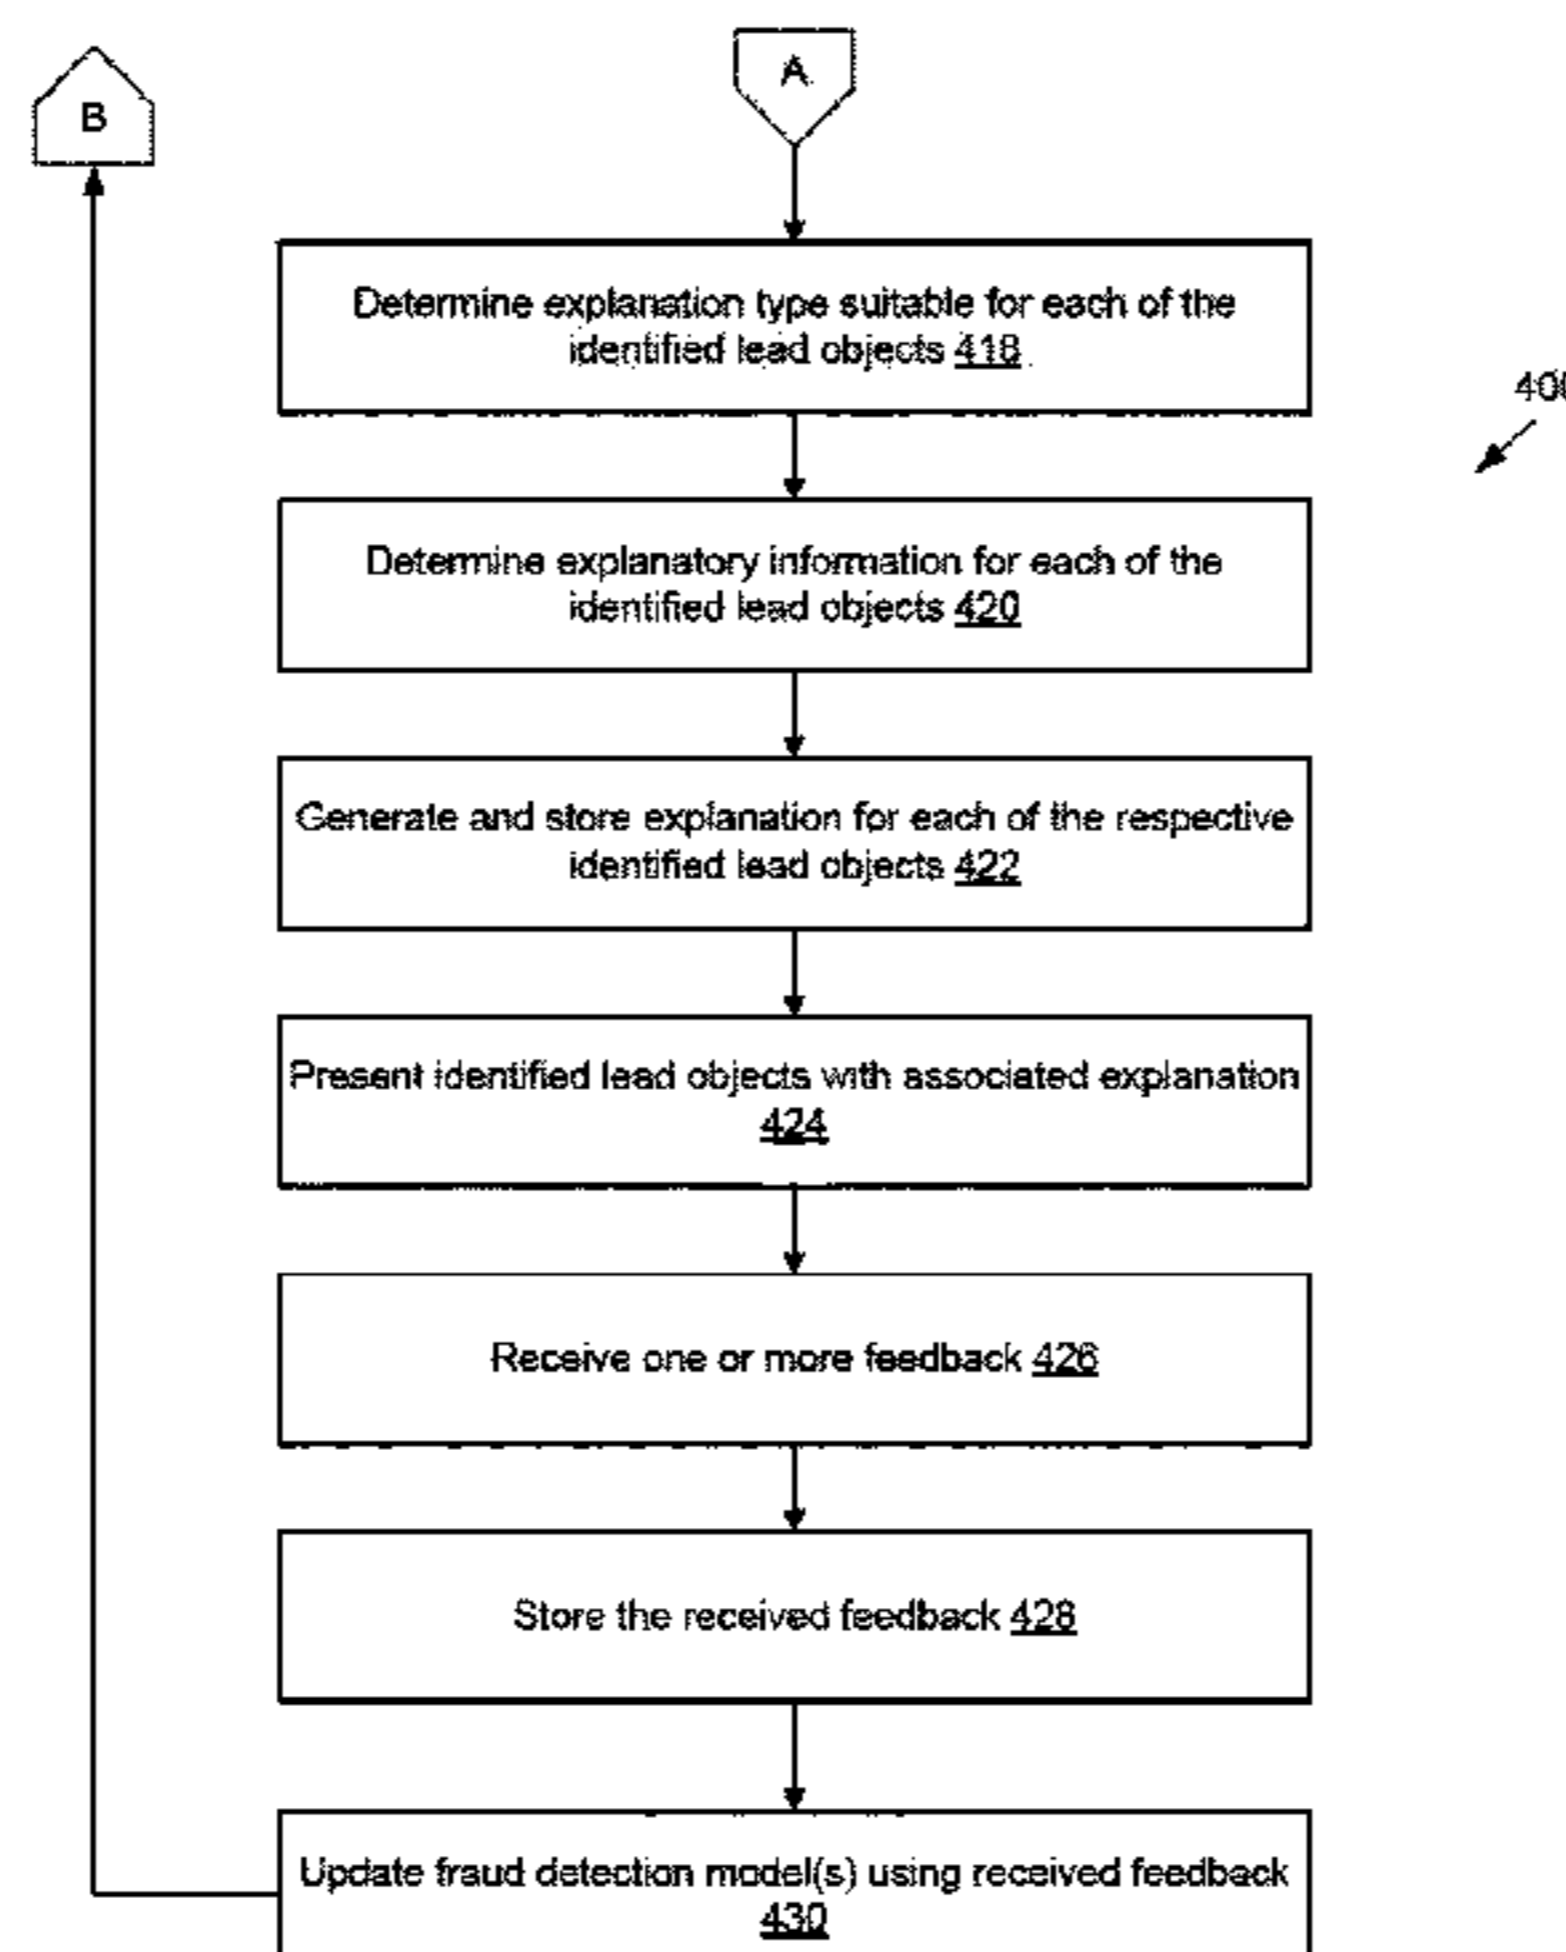 A
B
Determine explanation type suitable for each of the
identified lead objects 418
400
Determine explanatory information for each of the
identified lead objects 420
Generate and store explanation for each of the respective
identified lead objects 422
Present identified lead objects with associated explanation
424
Receive one or more feedback 426
Store the received feedback 428
Update fraud detection model(s) using received feedback
430